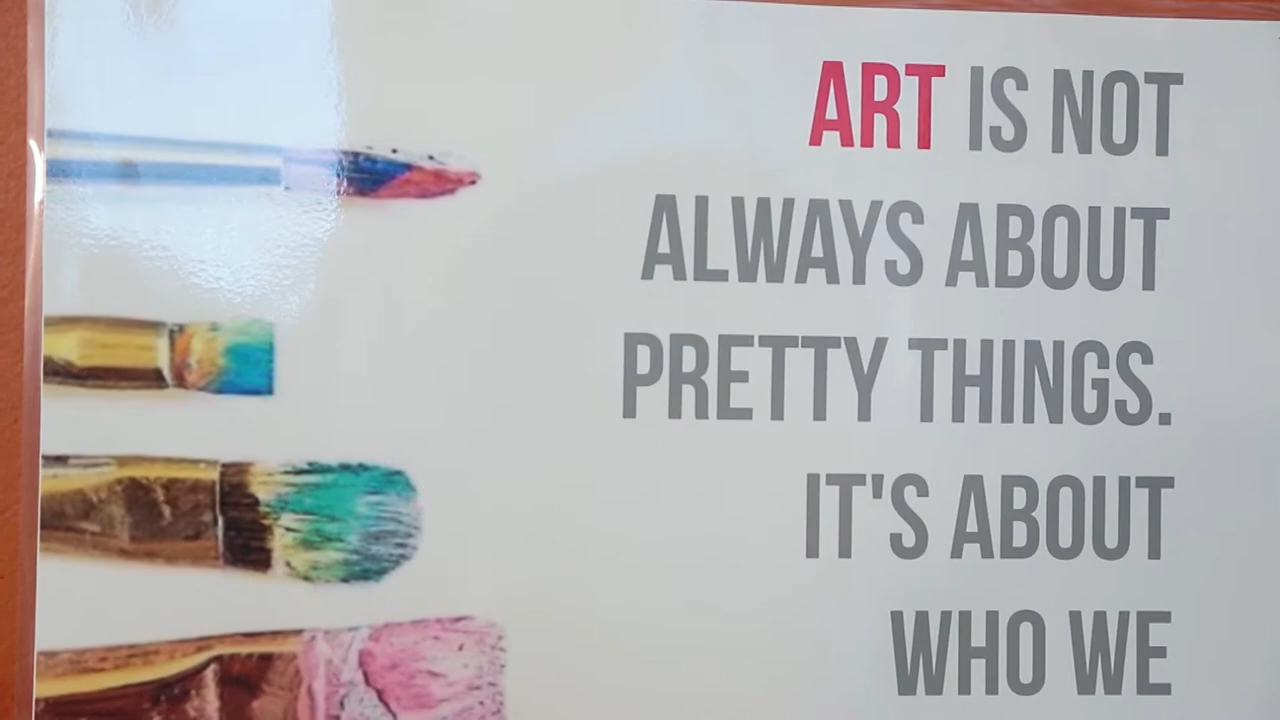 ART IS NOT
ALWAYS ABOUT
PRETTY THINGS.
IT'S ABOUT
WHO WE